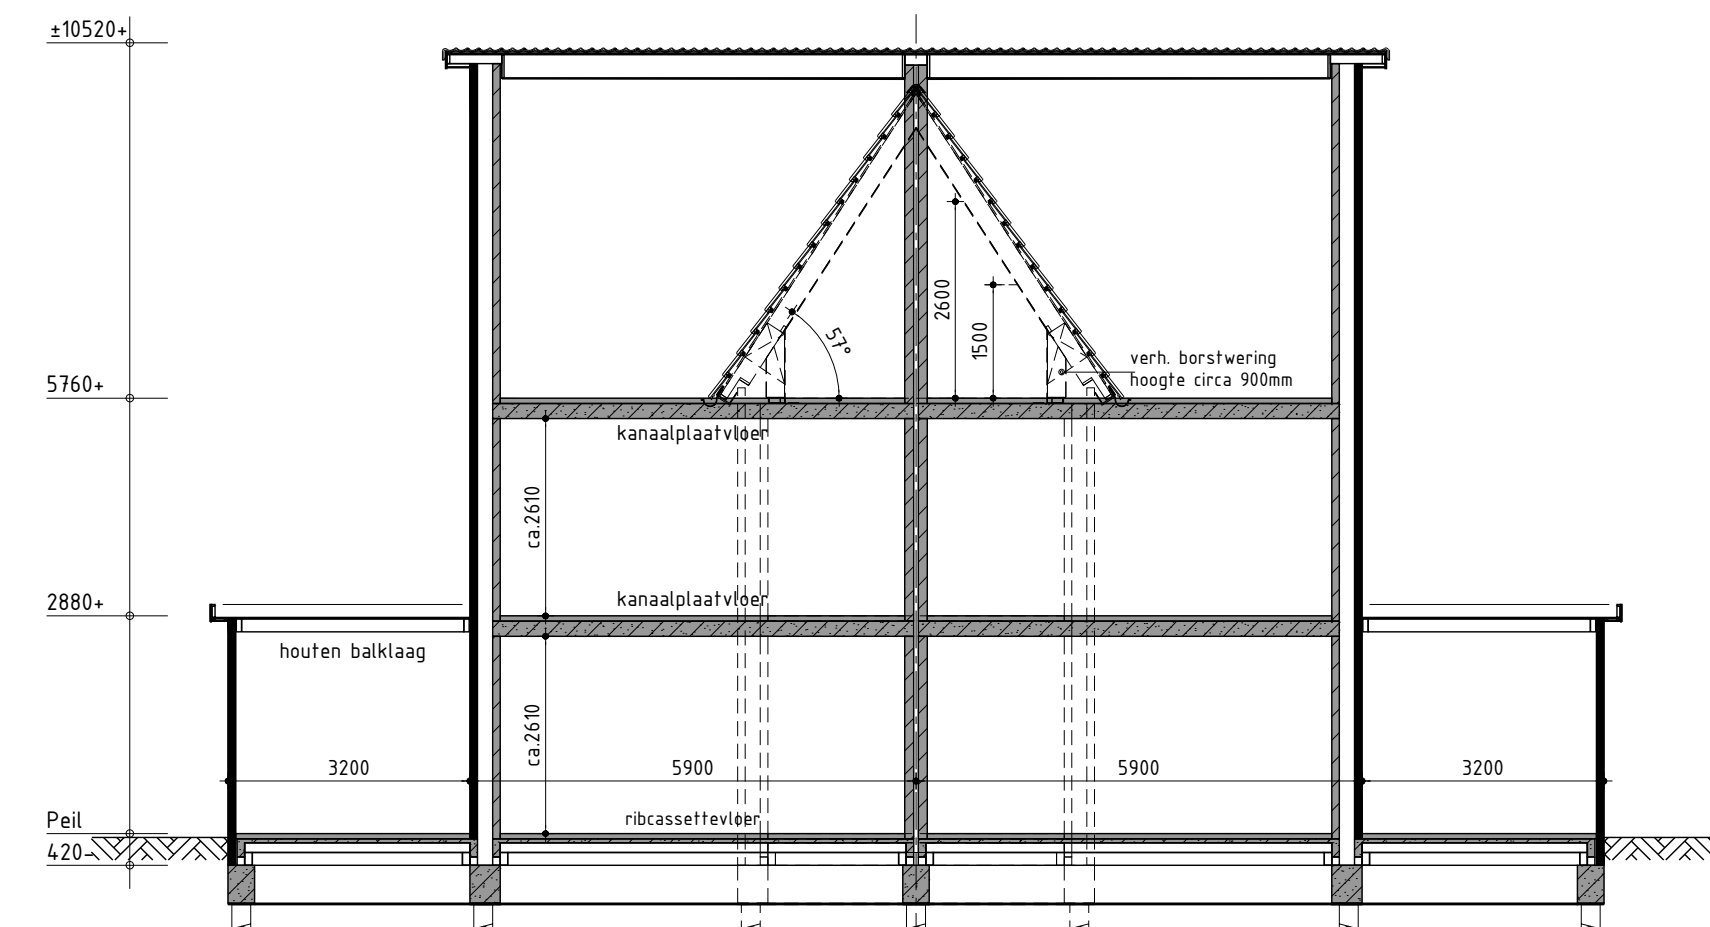 ±10520+
2600
1500
57°
verh. borstwering
hoogte circa 900mm
5760+
kanaalplaatvloer
ca.2610
2880+
kanaalplaatvloer
houten balklaag
ca.2610
3200
5900
5900
3200
Peil
ribcassettevloer
420-